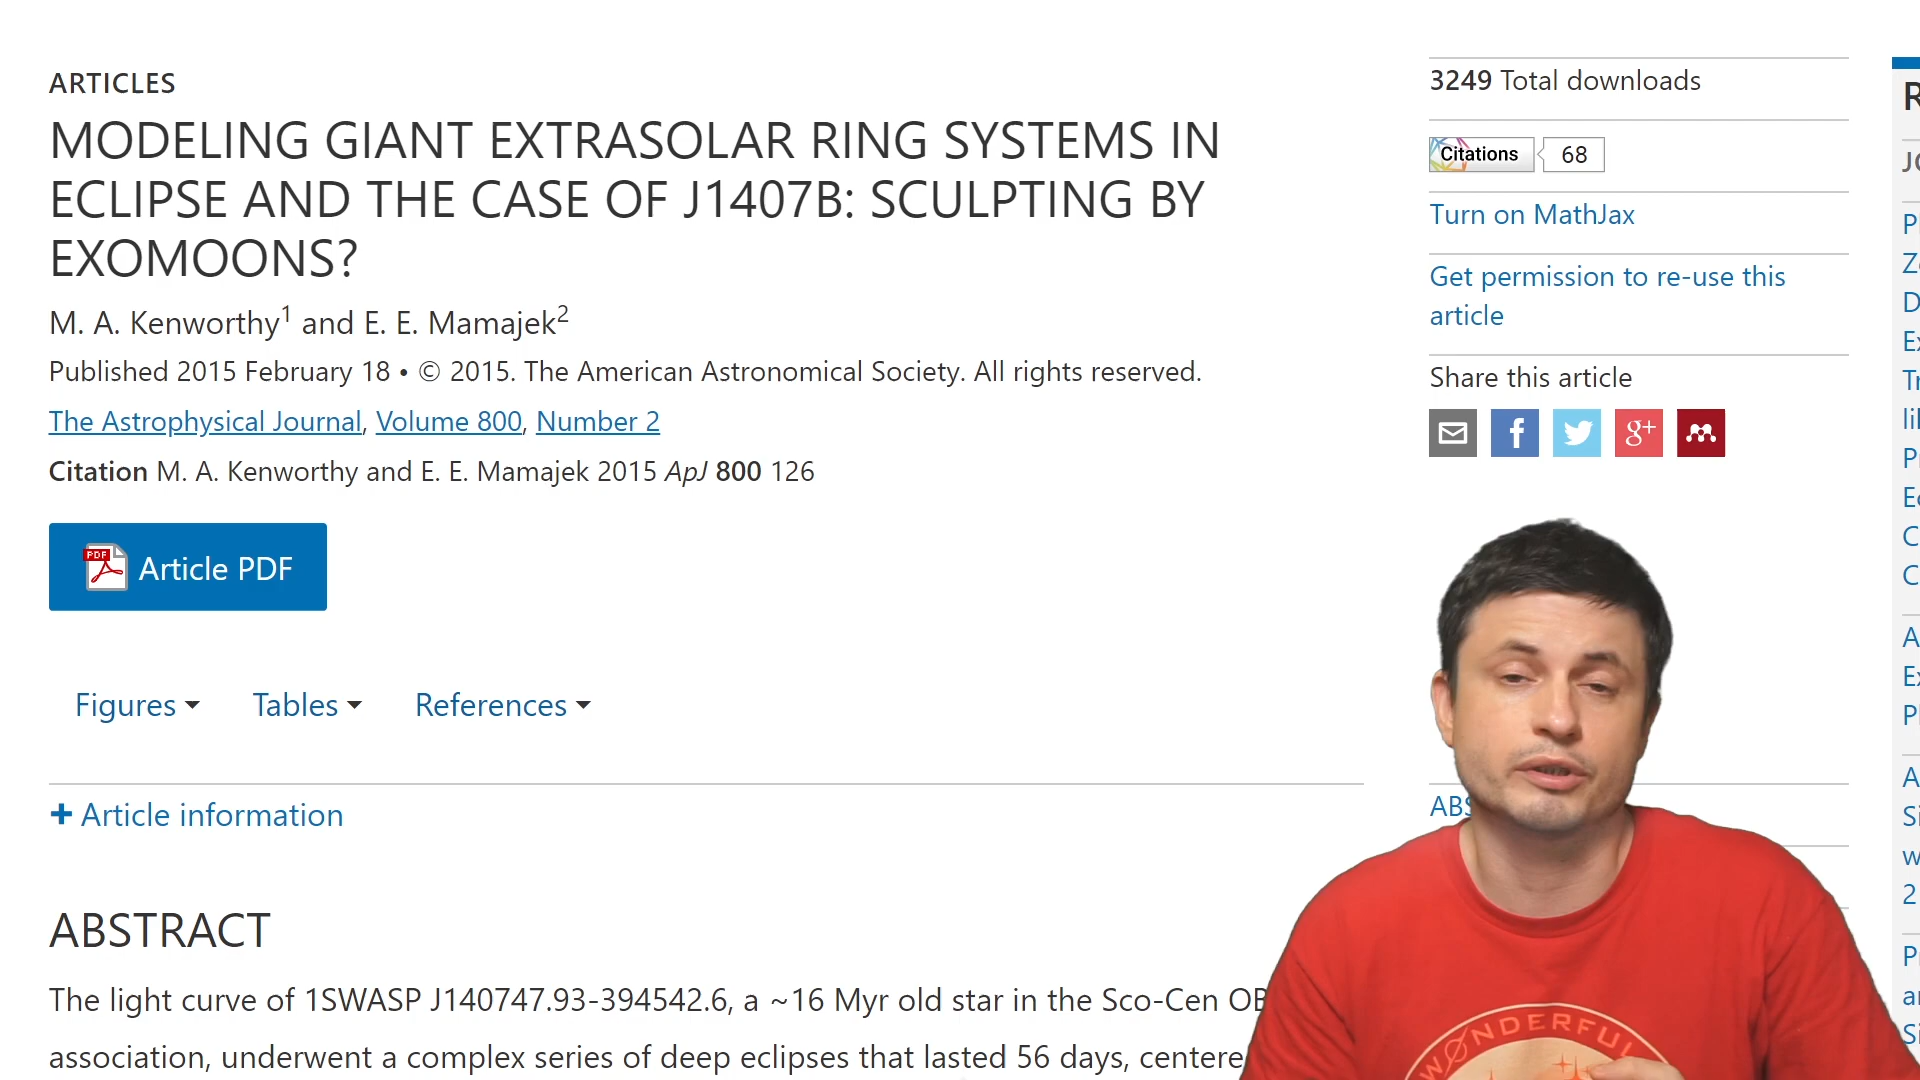 ARTICLES
MODELING GIANT EXTRASOLAR RING SYSTEMS IN
ECLIPSE AND THE CASE OF J1407B: SCULPTING BY
EXOMOONS?
M. A. Kenworthy1 and E. E. Mamajek2
Published 2015 February 18 • © 2015. The American Astronomical Society. All rights reserved.
The Astrophysical Journal, Volume 800, Number 2
Citation M. A. Kenworthy and E. E. Mamajek 2015 ApJ 800 126
PDF Article PDF
Figures Tables References
+ Article information
ABSTRACT
The light curve of 1SWASP J140747.93-394542.6, a ~16 Myr old star in the Sco-Cen OB
association, underwent a complex series of deep eclipses that lasted 56 days, centere
3249 Total downloads
Citations 68
Turn on MathJax
Get permission to re-use this
article
Share this article
f g+
ABS
WONDERFUL